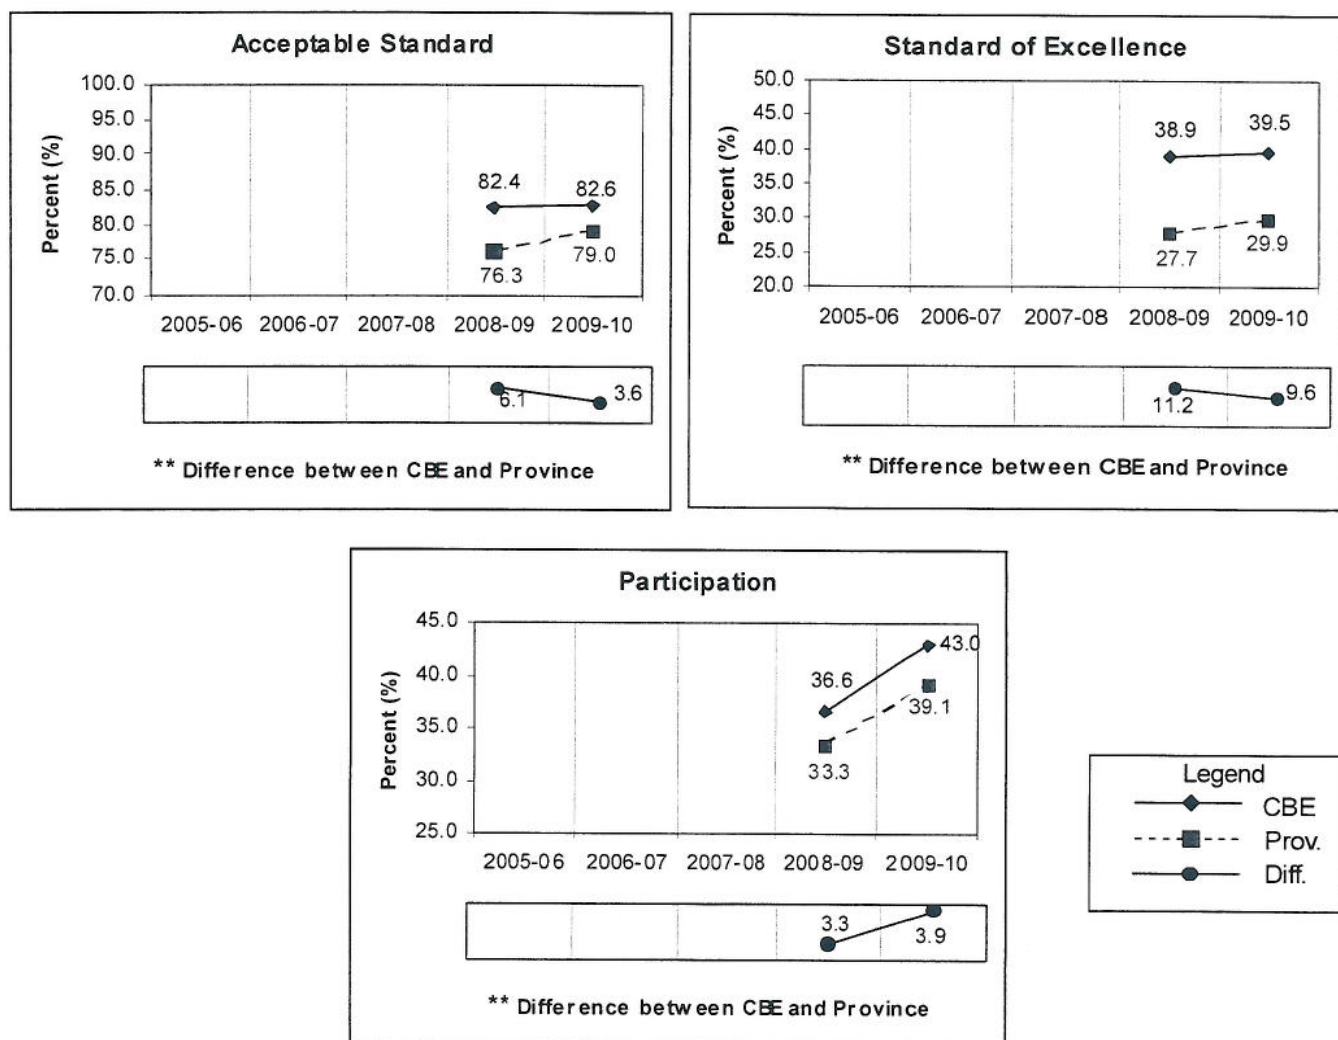 Acceptable Standard
Percent (%)
100.0
95.0
90.0
85.0
80.0
75.0
70.0
82.4
82.6
76.3
79.0
2005-06 2006-07 2007-08 2008-09 2009-10
6.1
3.6
** Difference between CBE and Province
Standard of Excellence
Percent (%)
50.0
45.0
40.0
35.0
30.0
25.0
20.0
38.9
39.5
27.7
29.9
2005-06 2006-07 2007-08 2008-09 2009-10
11.2
9.6
** Difference between CBE and Province
Participation
Percent (%)
45.0
40.0
35.0
30.0
25.0
36.6
43.0
33.3
39.1
2005-06 2006-07 2007-08 2008-09 2009-10
3.3
3.9
** Difference between CBE and Province
Legend
CBE
Prov.
Diff.